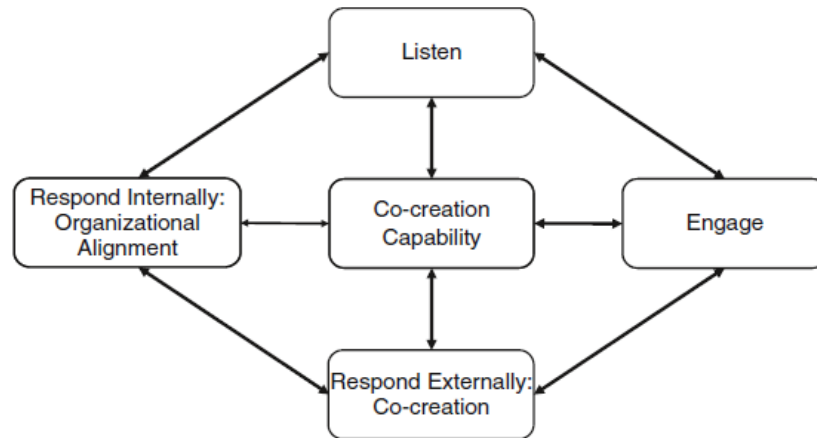 Listen
Respond Internally:
Organizational
Alignment
Co-creation
Capability
Engage
Respond Externally:
Co-creation